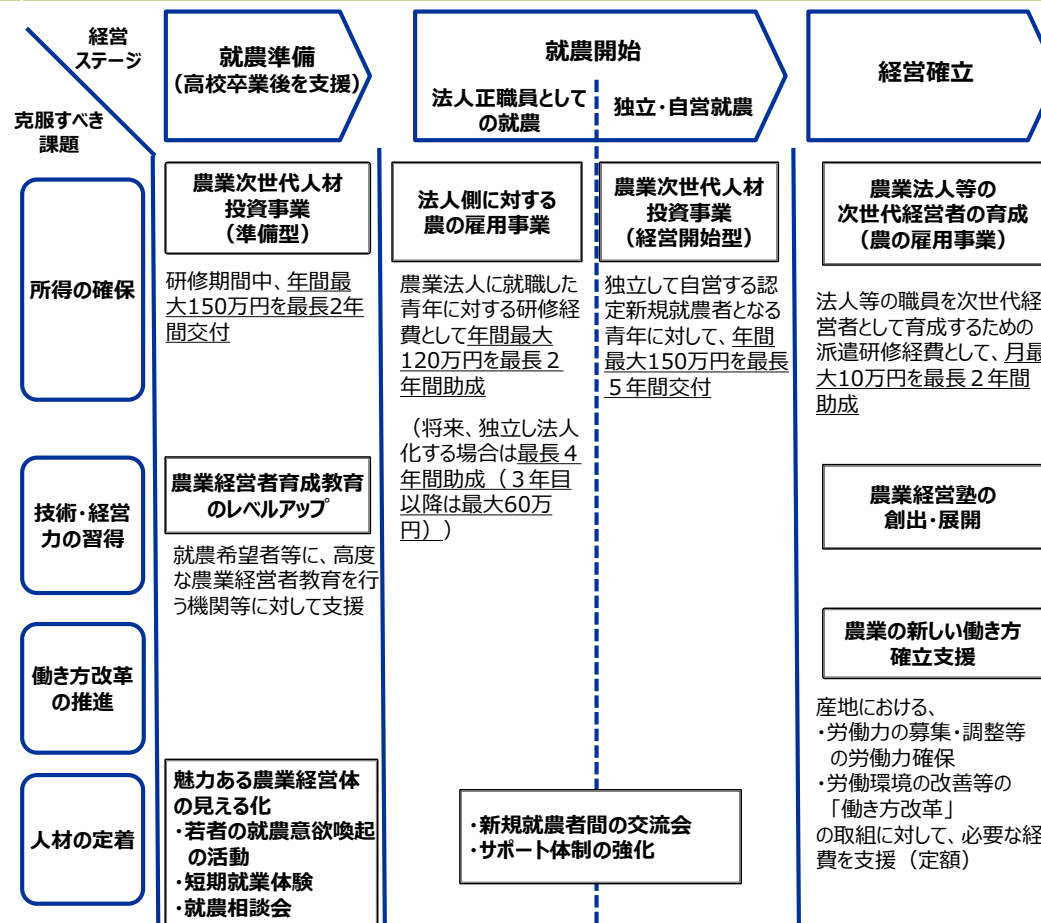 経営
ステージ
克服すべき
課題
就農準備
(高校卒業後を支援)
就農開始
法人正職員として
の就農
独立・自営就農
経営確立
所得の確保
農業次世代人材
投資事業
(準備型)
研修期間中、年間最
大150万円を最長2年
間交付
法人側に対する
農の雇用事業
農業法人に就職した
青年に対する研修経
費として年間最大
120万円を最長２
年間助成
（将来、独立し法人
化する場合は最長４
年間助成（３年目
以降は最大60万
円））
農業次世代人材
投資事業
(経営開始型)
独立して自営する認
定新規就農者となる
青年に対して、年間
最大150万円を最長
５年間交付
農業法人等の
次世代経営者の育成
(農の雇用事業)
法人等の職員を次世代経
営者として育成するための
派遣研修経費として、月最
大10万円を最長２年間
助成
技術・経営
力の習得
農業経営者育成教育
のレベルアップ
就農希望者等に、高度
な農業経営者教育を行
う機関等に対して支援
農業経営塾の
創出・展開
働き方改革
の推進
農業の新しい働き方
確立支援
産地における、
・労働力の募集・調整等
の労働力確保
・労働環境の改善等の
「働き方改革」
の取組に対して、必要な経
費を支援（定額）
人材の定着
魅力ある農業経営体
の見える化
・若者の就農意欲喚起
の活動
・短期就業体験
・就農相談会
・新規就農者間の交流会
・サポート体制の強化